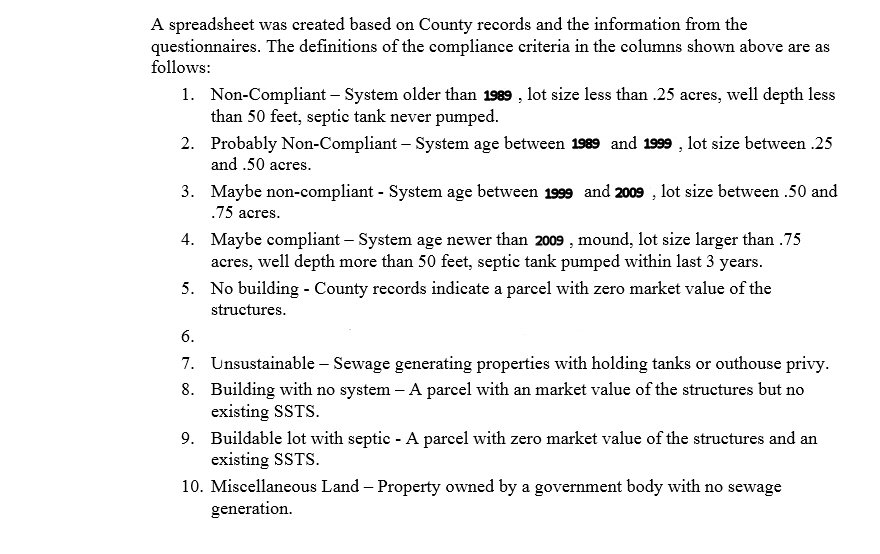 A spreadsheet was created based on County records and the information from the
questionnaires. The definitions of the compliance criteria in the columns shown above are as
follows:
1. Non-Compliant – System older than 1989 , lot size less than .25 acres, well depth less
than 50 feet, septic tank never pumped.
2. Probably Non-Compliant – System age between 1989 and 1999 , lot size between .25
and .50 acres.
3. Maybe non-compliant - System age between 1999 and 2009 , lot size between .50 and
.75 acres.
4. Maybe compliant – System age newer than 2009 , mound, lot size larger than .75
acres, well depth more than 50 feet, septic tank pumped within last 3 years.
5. No building - County records indicate a parcel with zero market value of the
structures.
6.
7. Unsustainable – Sewage generating properties with holding tanks or outhouse privy.
8. Building with no system – A parcel with an market value of the structures but no
existing SSTS.
9. Buildable lot with septic - A parcel with zero market value of the structures and an
existing SSTS.
10. Miscellaneous Land – Property owned by a government body with no sewage
generation.